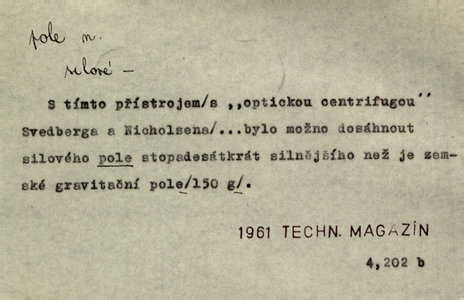 pole n.
silové –
S tímto přístrojem/s ,,optickou centrifugou"
Svedberga a Nicholsena/...bylo možno dosáhnout
silového pole stopadesátkrát silnějšího než je zem-
ské gravitační pole/150 g/.
1961 TECHN. MAGAZÍN
4,202 b